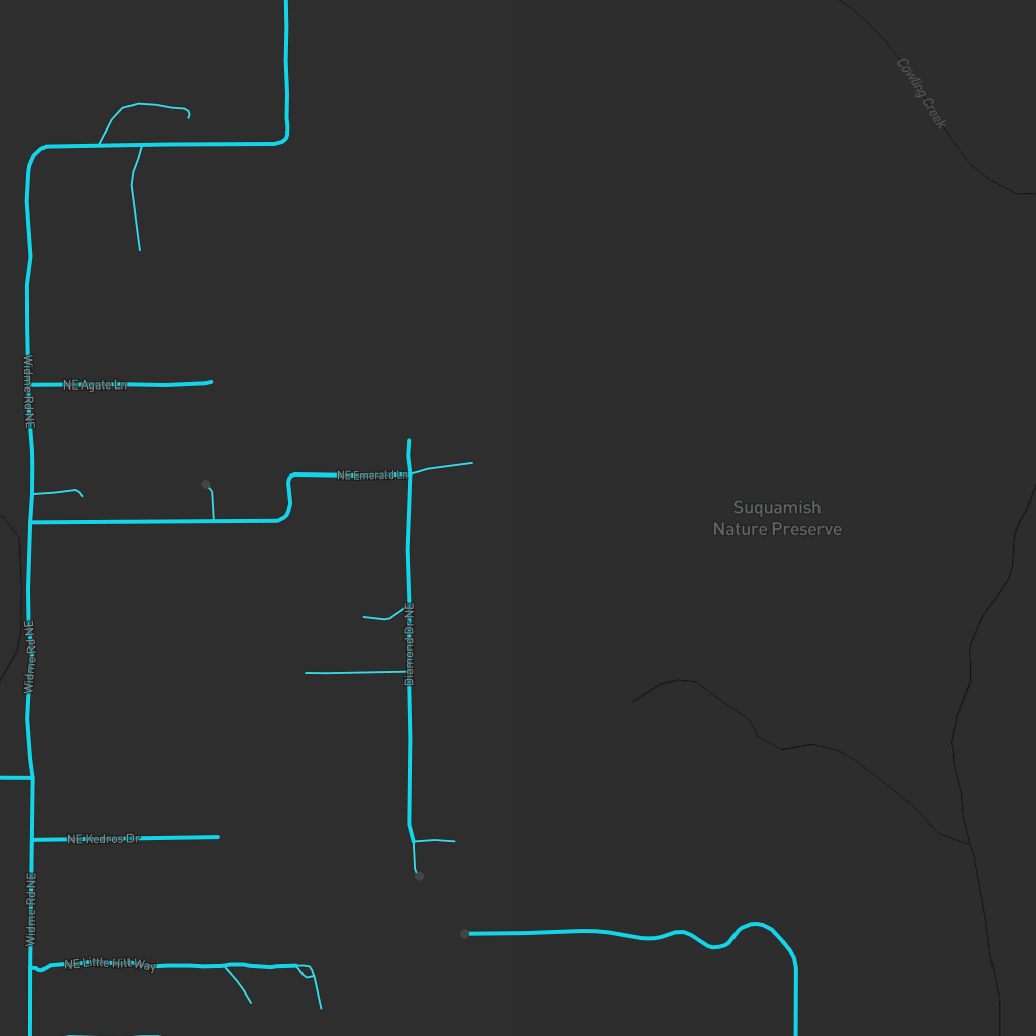 Cowling Creek
Widme Rd NE
NE Agate Ln
NE Emerald Ln
Suquamish
Nature Preserve
Widme Rd NE
Diamond Dr NE
NE Kedros Dr
Widme Rd NE
NE Little Hill Way